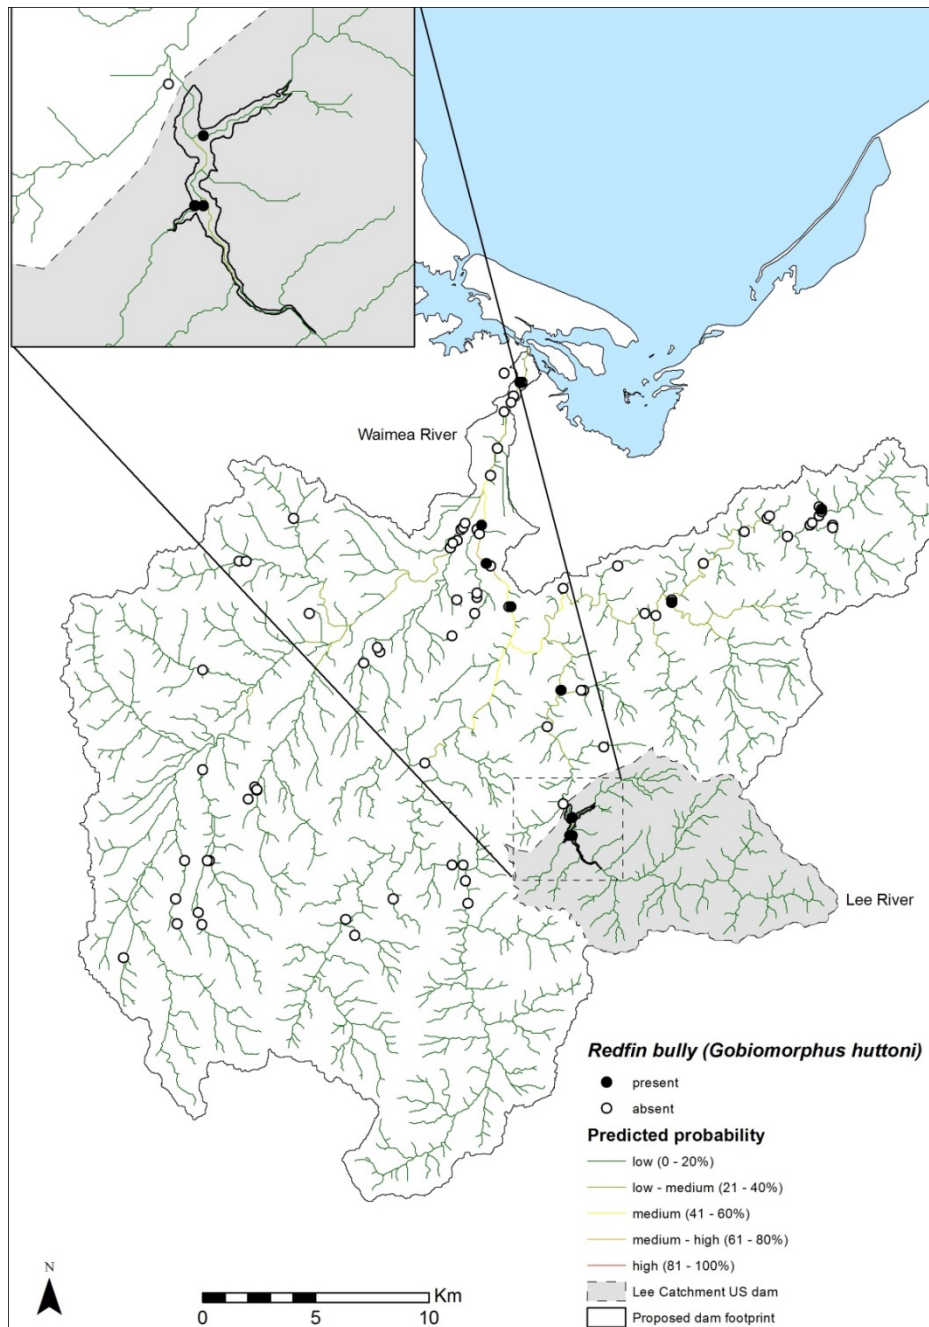 Waimea River
Lee River
Redfin bully (Gobiomorphus huttoni)
present
absent
Predicted probability
low (0 - 20%)
low - medium (21 - 40%)
medium (41 - 60%)
medium - high (61 - 80%)
high (81 - 100%)
Lee Catchment US dam
Proposed dam footprint
N
Km
0 5 10